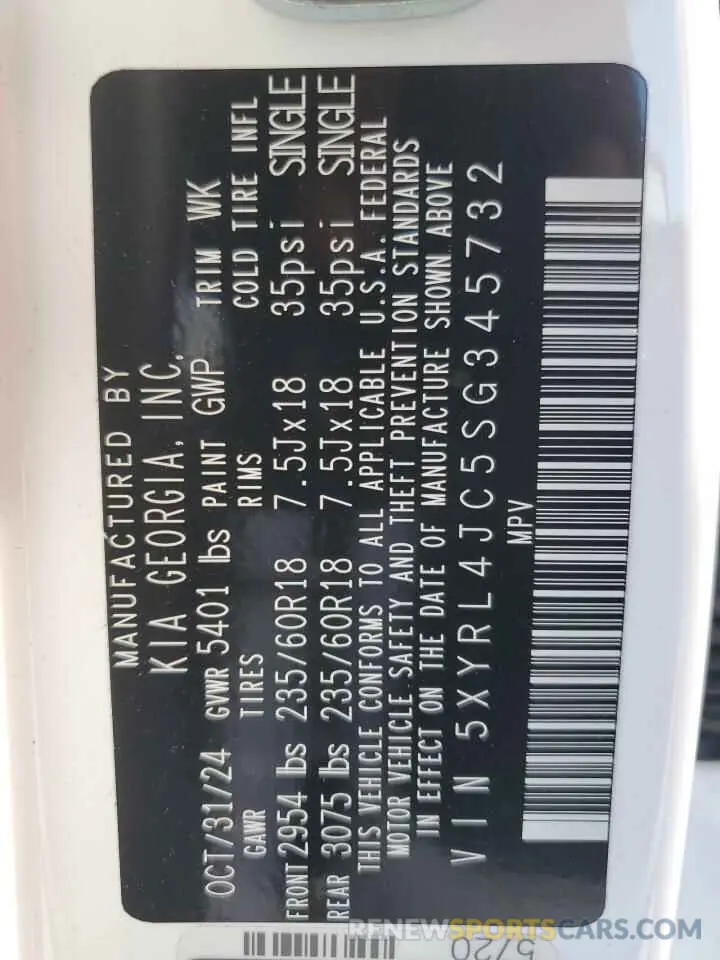 MANUFACTURED BY
KIA GEORGIA, INC.
OCT/31/24 GVWR 5401 lbs PAINT GWP TRIM WK
GAWR TIRES RIMS COLD TIRE INFL
FRONT 2954 lbs 235/60R18 7.5Jx18 35psi SINGLE
REAR 3075 lbs 235/60R18 7.5Jx18 35psi SINGLE
THIS VEHICLE CONFORMS TO ALL APPLICABLE U.S.A. FEDERAL
MOTOR VEHICLE SAFETY AND THEFT PREVENTION STANDARDS
IN EFFECT ON THE DATE OF MANUFACTURE SHOWN ABOVE
VIN 5XYRL4JC5SG345732
MPV
5/20
RENEWSPORTSCARS.COM